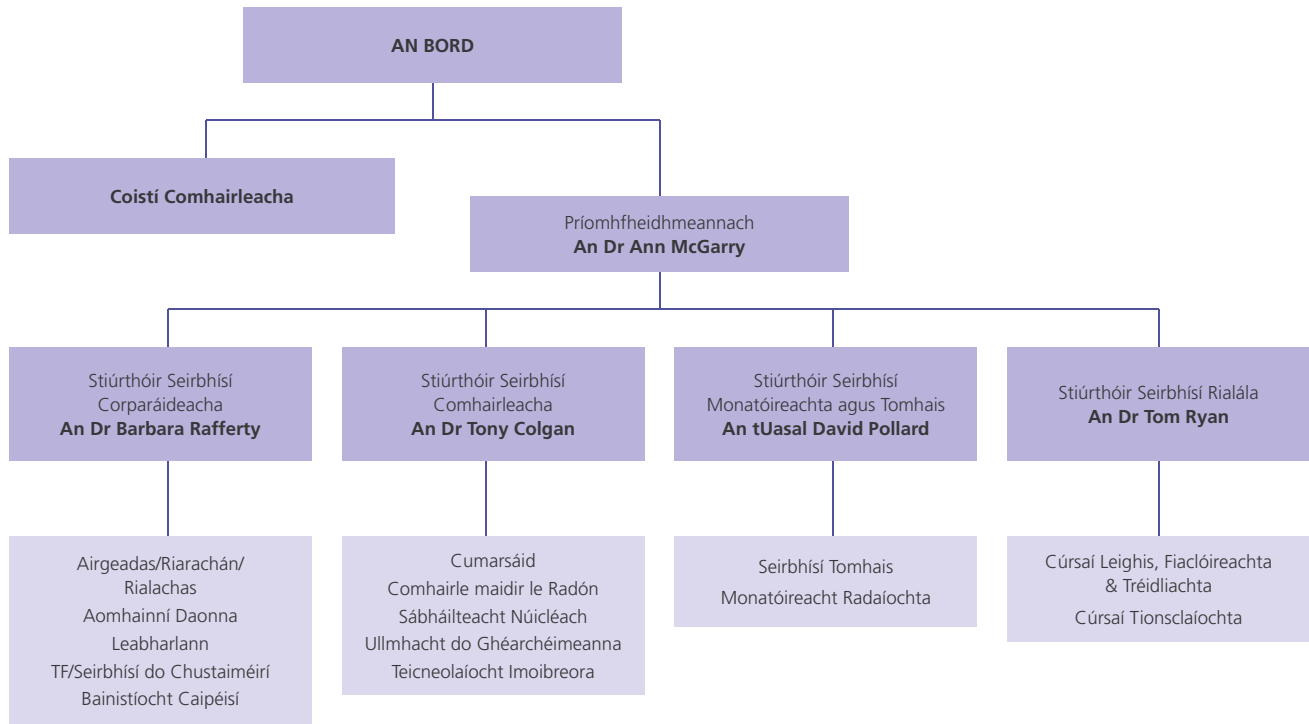 AN BORD
Coistí Comhairleacha
Príomhfheidhmeannach
An Dr Ann McGarry
Stiúrthóir Seirbhísí
Corparáideacha
An Dr Barbara Rafferty
Stiúrthóir Seirbhísí
Comhairleacha
An Dr Tony Colgan
Stiúrthóir Seirbhísí
Monatóireachta agus Tomhais
An tUasal David Pollard
Stiúrthóir Seirbhísí Rialála
An Dr Tom Ryan
Airgeadas/Riarachán/
Rialachas
Aomhainní Daonna
Leabharlann
TF/Seirbhísí do Chustaiméirí
Bainistíocht Caipéisí
Cumarsáid
Comhairle maidir le Radón
Sábháilteacht Núicléach
Ullmhacht do Ghéarchéimeanna
Teicneolaíocht Imoibreora
Seirbhísí Tomhais
Monatóireacht Radaíochta
Cúrsaí Leighis, Fiaclóireachta
& Tréidliachta
Cúrsaí Tionsclaíochta